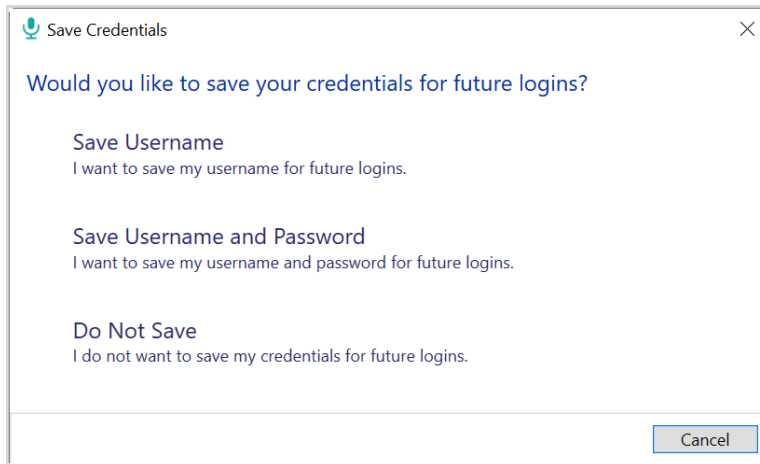 Save Credentials
Would you like to save your credentials for future logins?
Save Username
I want to save my username for future logins.
Save Username and Password
I want to save my username and password for future logins.
Do Not Save
I do not want to save my credentials for future logins.
Cancel